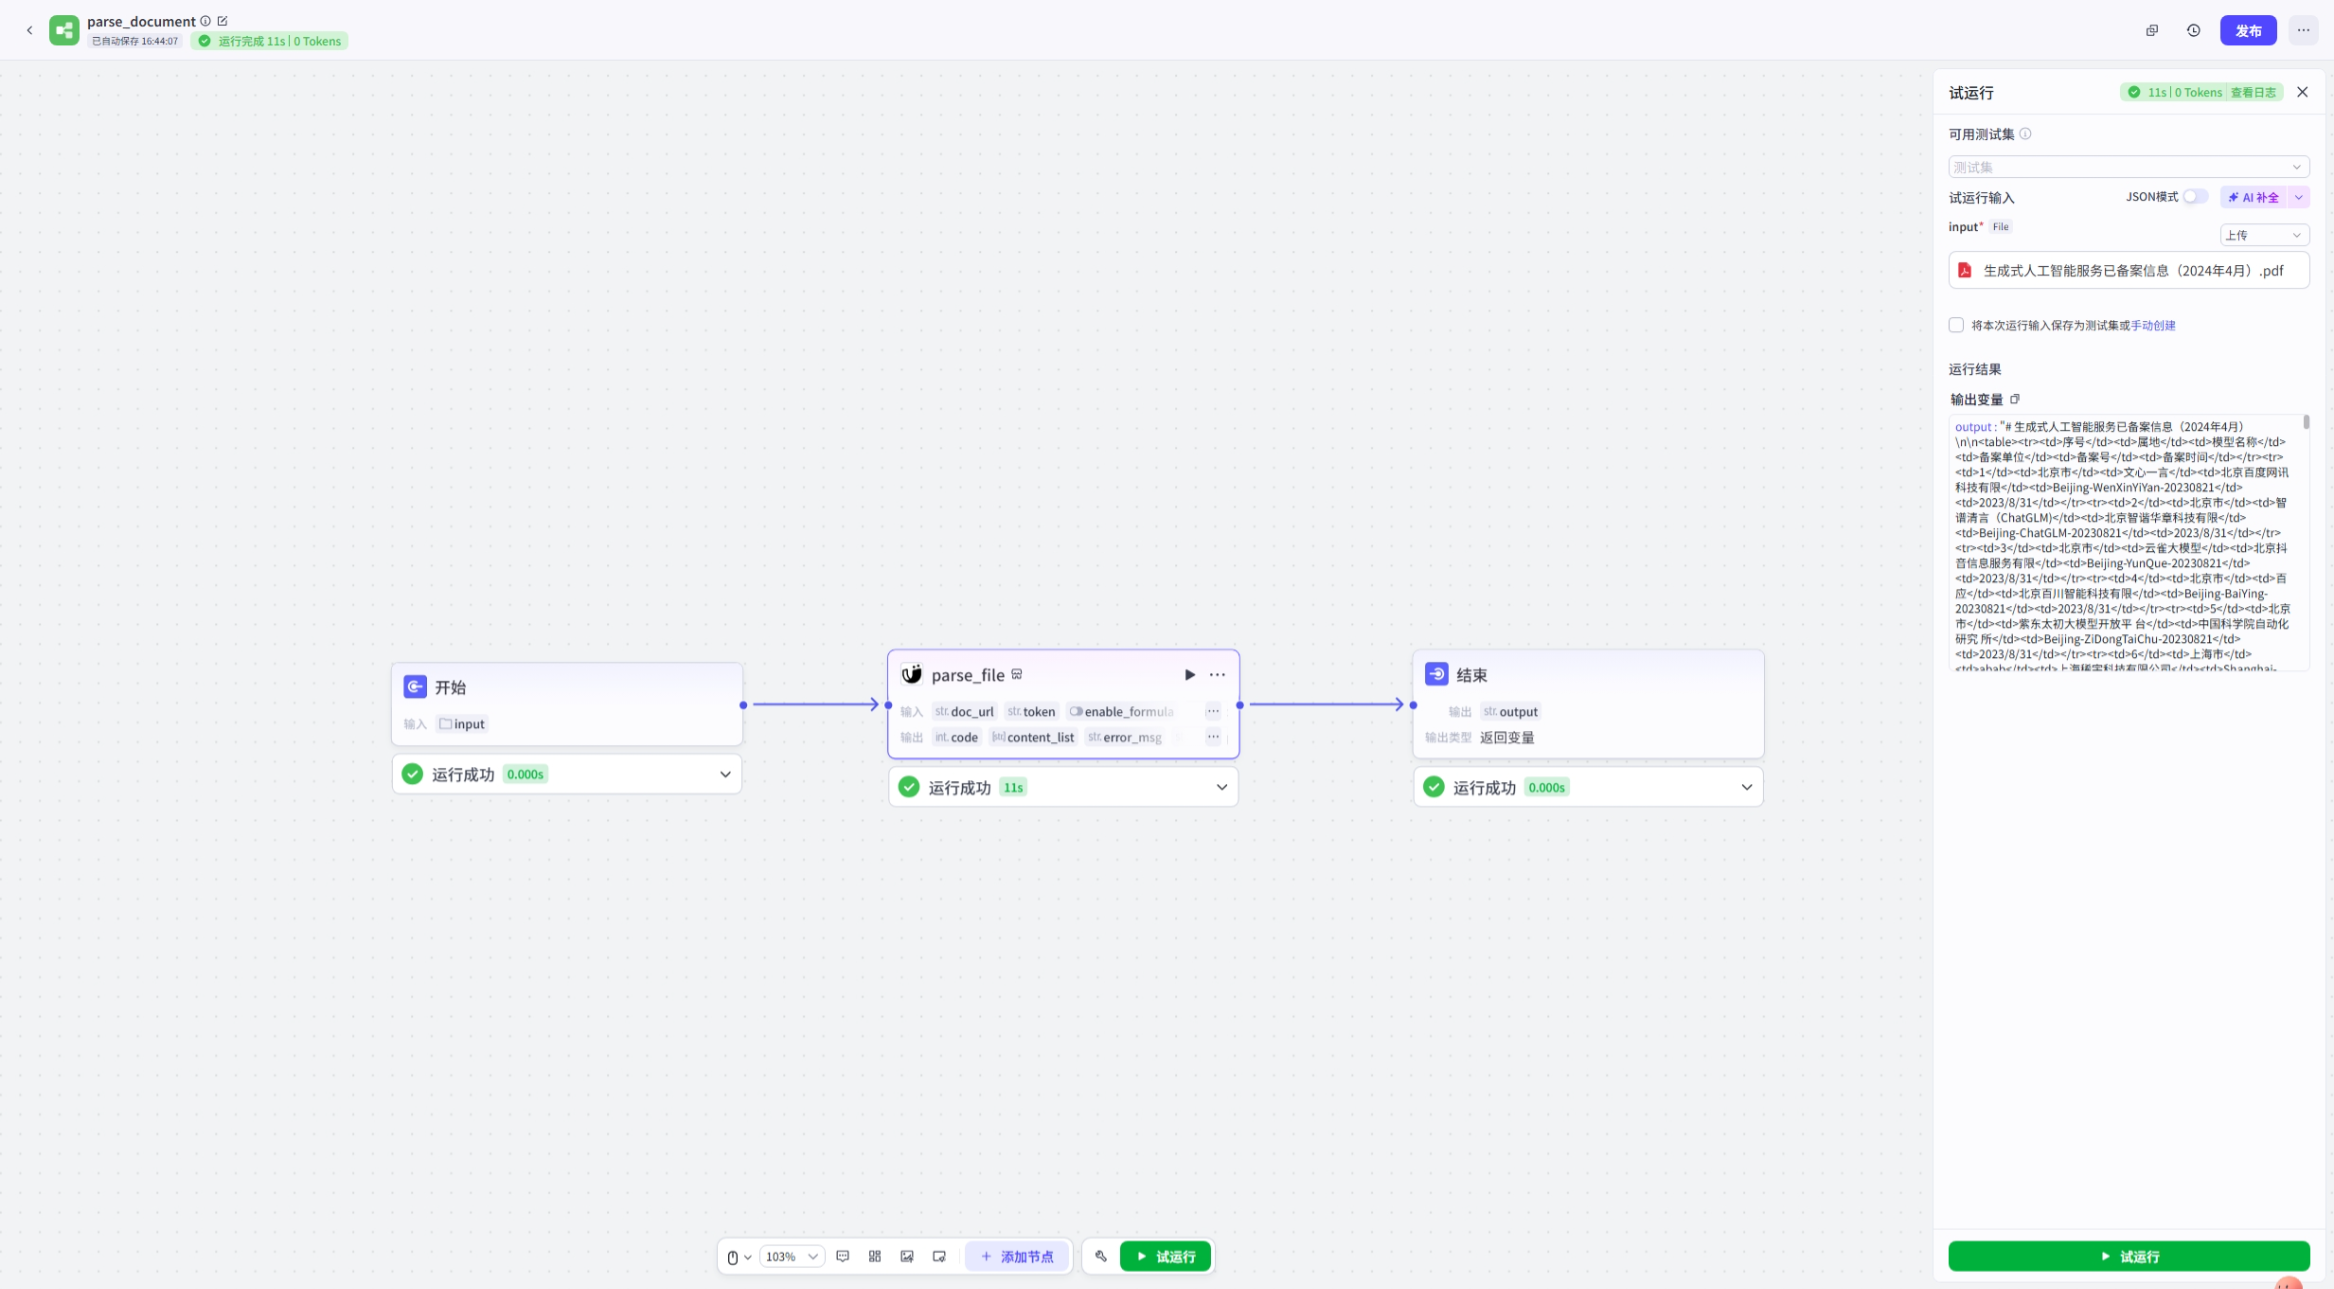 parse_document
已自动保存 16:44:07
运行完成 11s | 0 Tokens
发布
试运行
11s | 0 Tokens 查看日志
可用测试集
测试集
试运行输入
JSON模式
AI 补全
input* File
上传
生成式人工智能服务已备案信息（2024年4月）.pdf
将本次运行输入保存为测试集或手动创建
运行结果
输出变量
output : "# 生成式人工智能服务已备案信息（2024年4月）
\n\n<table><tr><td>序号</td><td>属地</td><td>模型名称</td>
<td>备案单位</td><td>备案号</td><td>备案时间</td></tr><tr>
<td>1</td><td>北京市</td><td>文心一言</td><td>北京百度网讯
科技有限</td><td>Beijing-WenXinYiYan-20230821</td>
<td>2023/8/31</td></tr><tr><td>2</td><td>北京市</td><td>智
谱清言（ChatGLM)</td><td>北京智谐华章科技有限</td>
<td>Beijing-ChatGLM-20230821</td><td>2023/8/31</td></tr>
<tr><td>3</td><td>北京市</td><td>云雀大模型</td><td>北京抖
音信息服务有限</td><td>Beijing-YunQue-20230821</td>
<td>2023/8/31</td></tr><tr><td>4</td><td>北京市</td><td>百
应</td><td>北京百川智能科技有限</td><td>Beijing-BaiYing-
20230821</td><td>2023/8/31</td></tr><tr><td>5</td><td>北京
市</td><td>紫东太初大模型开放平 台</td><td>中国科学院自动化
研究 所</td><td>Beijing-ZiDongTaiChu-20230821</td>
<td>2023/8/31</td></tr><tr><td>6</td><td>上海市</td>
<td>abab</td><td>上海稀宇科技有限公司</td><td>Shanghai-
开始
输入 input
运行成功 0.000s
parse_file
输入 str. doc_url str. token enable_formula ...
输出 int. code [str] content_list str. error_msg ...
运行成功 11s
结束
输出 str. output
输出类型 返回变量
运行成功 0.000s
103%
添加节点
试运行
试运行